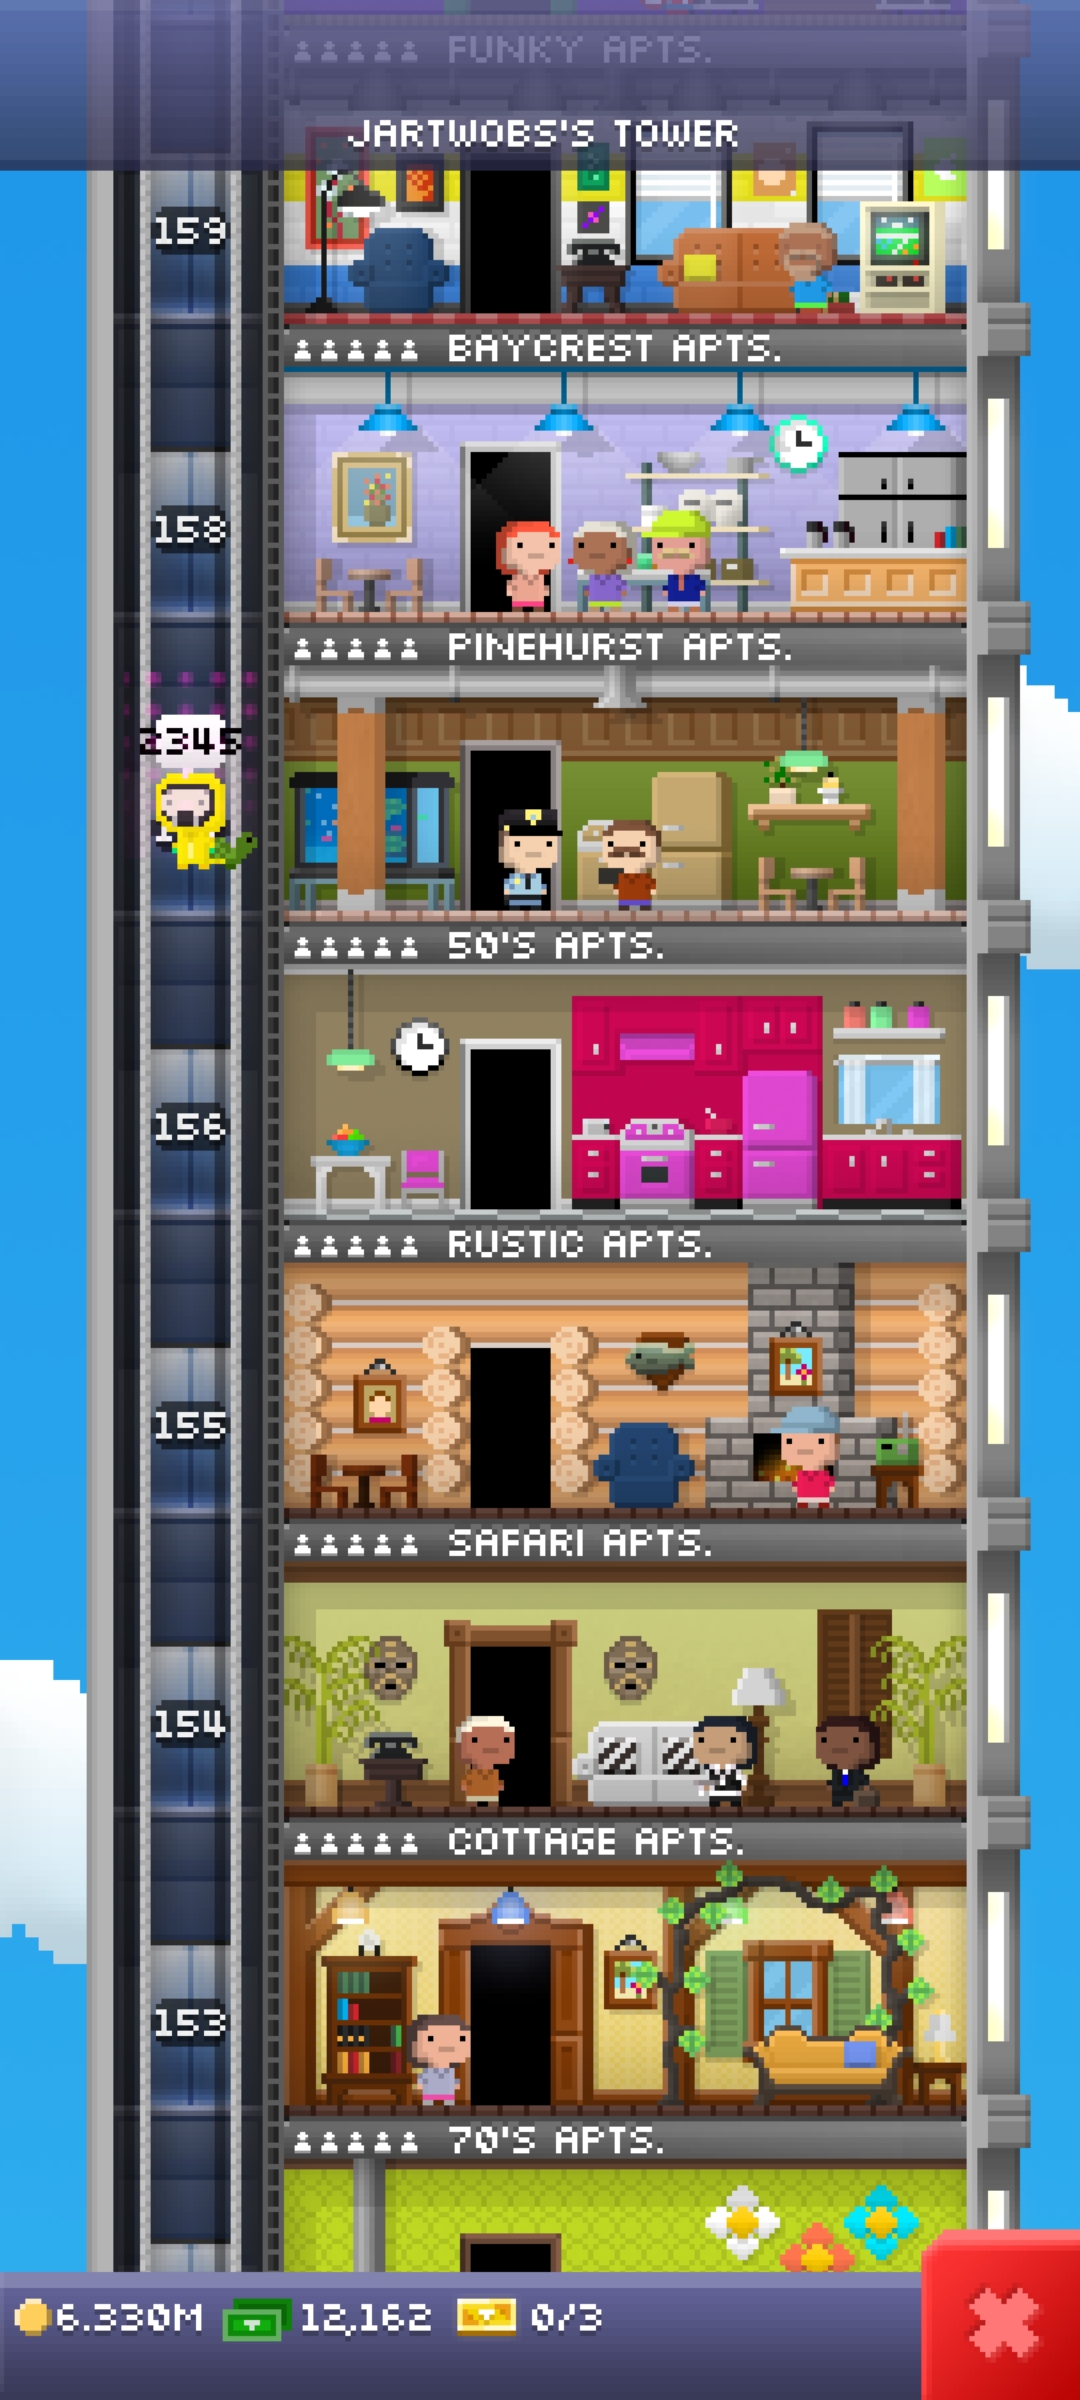 FUNKY APTS.
JARTWOBS'S TOWER
159
BAYCREST APTS.
158
PINEHURST APTS.
2345
50'S APTS.
156
RUSTIC APTS.
155
SAFARI APTS.
154
COTTAGE APTS.
153
70'S APTS.
6.330M 12,162 0/3